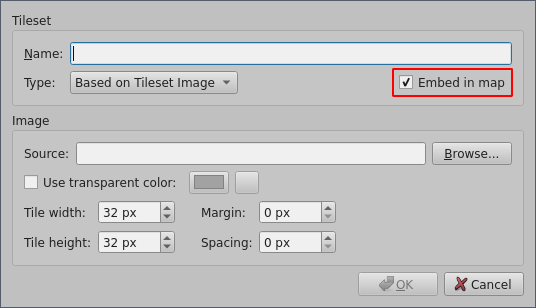 Tileset
Name:
Type: Based on Tileset Image Embed in map
Image
Source: Browse...
Use transparent color:
Tile width: 32 px Margin: 0 px
Tile height: 32 px Spacing: 0 px
OK Cancel